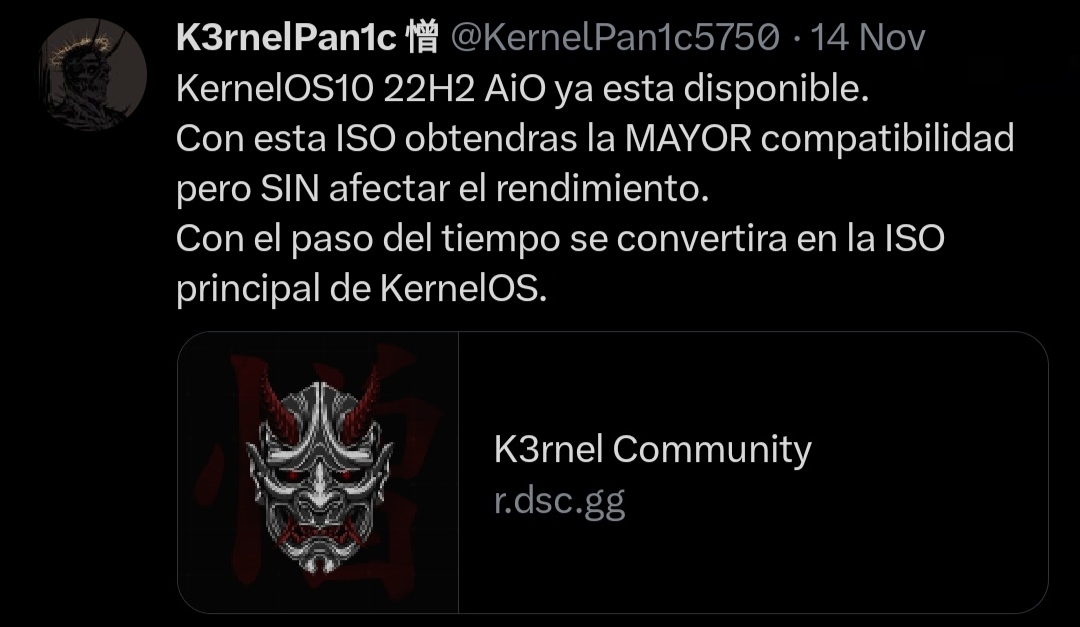 K3rnelPan1c 憎 @KernelPan1c5750 · 14 Nov
KernelOS10 22H2 AiO ya esta disponible.
Con esta ISO obtendras la MAYOR compatibilidad
pero SIN afectar el rendimiento.
Con el paso del tiempo se convertira en la ISO
principal de KernelOS.
憎
K3rnel Community
r.dsc.gg